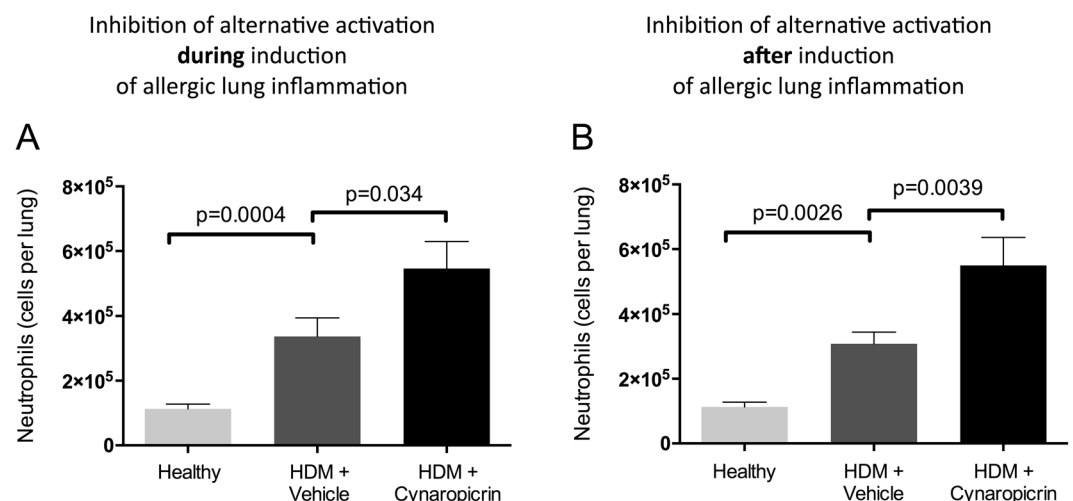 Inhibition of alternative activation
during induction
of allergic lung inflammation
Inhibition of alternative activation
after induction
of allergic lung inflammation
A
Neutrophils (cells per lung)
8×10⁵
6×10⁵
4×10⁵
2×10⁵
0
p=0.0004
p=0.034
Healthy
HDM +
Vehicle
HDM +
Cynaropicrin
B
Neutrophils (cells per lung)
8×10⁵
6×10⁵
4×10⁵
2×10⁵
0
p=0.0026
p=0.0039
Healthy
HDM +
Vehicle
HDM +
Cynaropicrin